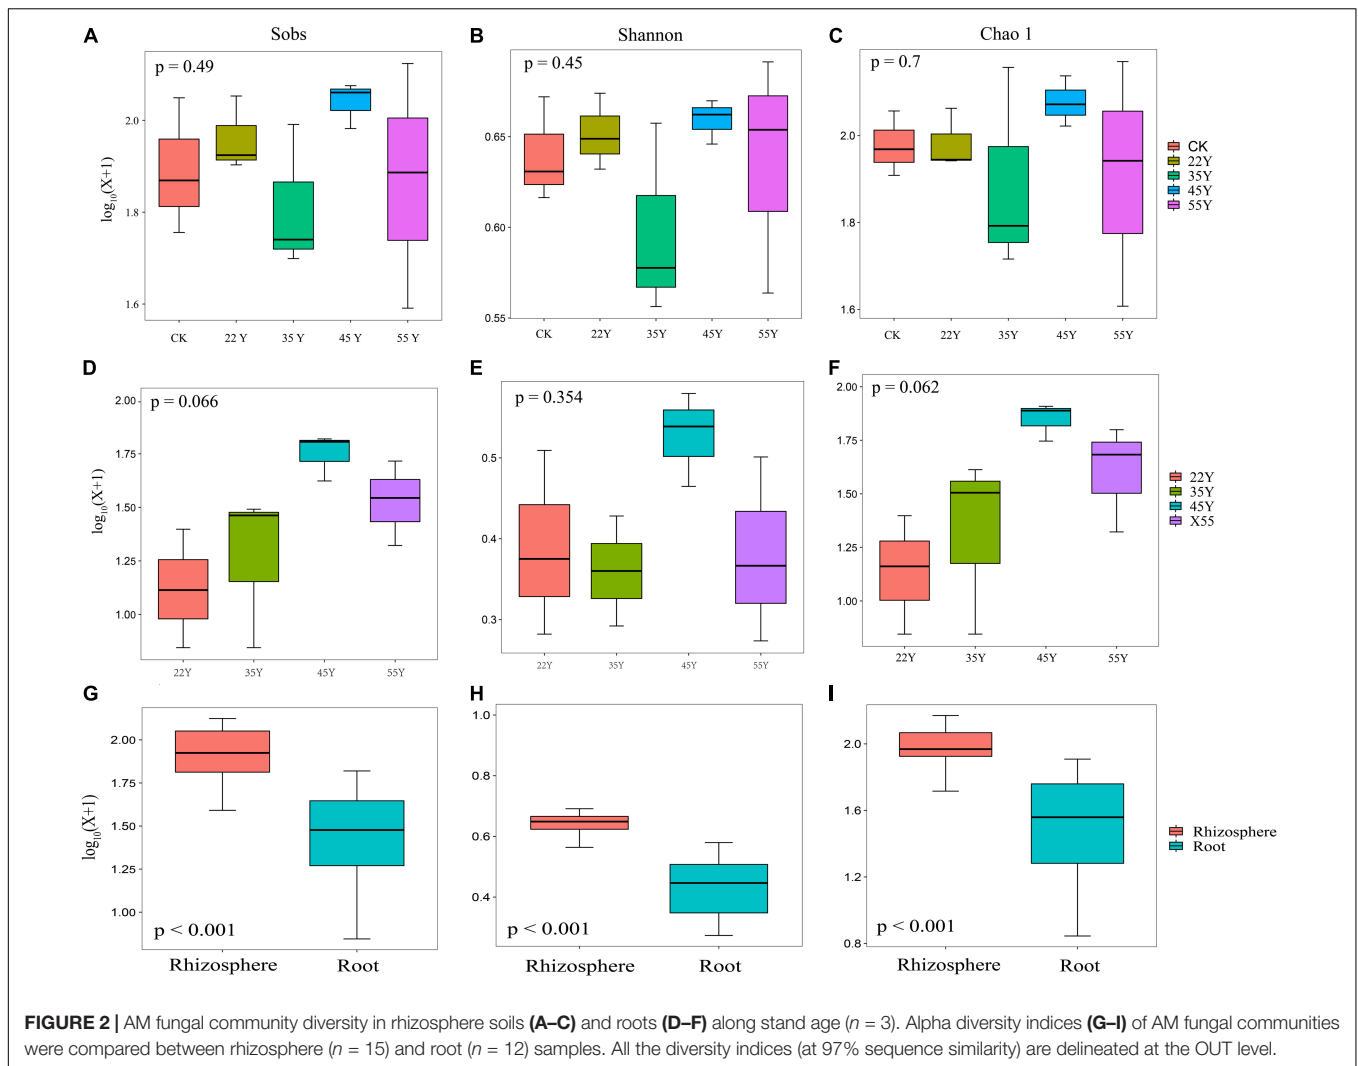 A Sobs
p = 0.49
log10(X+1)
2.0
1.8
1.6
CK 22 Y 35 Y 45 Y 55 Y
B Shannon
p = 0.45
0.65
0.60
0.55
CK 22Y 35Y 45Y 55Y
C Chao 1
p = 0.7
2.0
1.8
1.6
CK 22Y 35Y 45Y 55Y
CK
22Y
35Y
45Y
55Y
D
p = 0.066
log10(X+1)
2.00
1.75
1.50
1.25
1.00
22Y 35Y 45Y 55Y
E
p = 0.354
0.5
0.4
0.3
22Y 35Y 45Y 55Y
F
p = 0.062
2.00
1.75
1.50
1.25
1.00
22Y 35Y 45Y 55Y
22Y
35Y
45Y
X55
G
log10(X+1)
2.00
1.75
1.50
1.25
1.00
p < 0.001
Rhizosphere Root
H
1.0
0.8
0.6
0.4
p < 0.001
Rhizosphere Root
I
2.0
1.6
1.2
0.8
p < 0.001
Rhizosphere Root
Rhizosphere
Root
FIGURE 2 | AM fungal community diversity in rhizosphere soils (A–C) and roots (D–F) along stand age (n = 3). Alpha diversity indices (G–I) of AM fungal communities
were compared between rhizosphere (n = 15) and root (n = 12) samples. All the diversity indices (at 97% sequence similarity) are delineated at the OUT level.